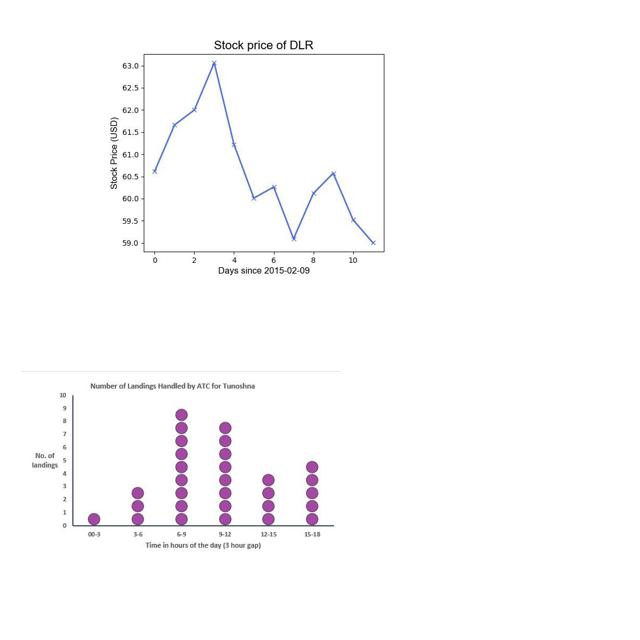 Stock price of DLR
Stock Price (USD)
63.0
62.5
62.0
61.5
61.0
60.5
60.0
59.5
59.0
0 2 4 6 8 10
Days since 2015-02-09
Number of Landings Handled by ATC for Tunoshna
No. of
landings
10
9
8
7
6
5
4
3
2
1
0
00-3 3-6 6-9 9-12 12-15 15-18
Time in hours of the day (3 hour gap)